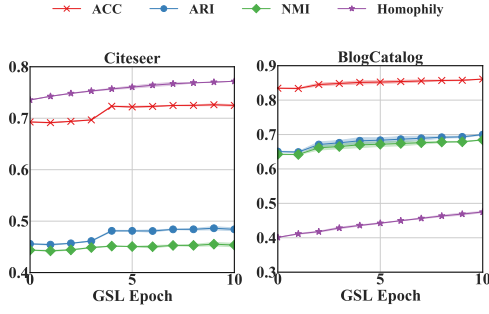 ACC ARI NMI Homophily
Citeseer BlogCatalog
0.8 0.9
0.8
0.7 0.7
0.6 0.6
0.5
0.5 0.4
0.4 0.3
0 5 10 0 5 10
GSL Epoch GSL Epoch